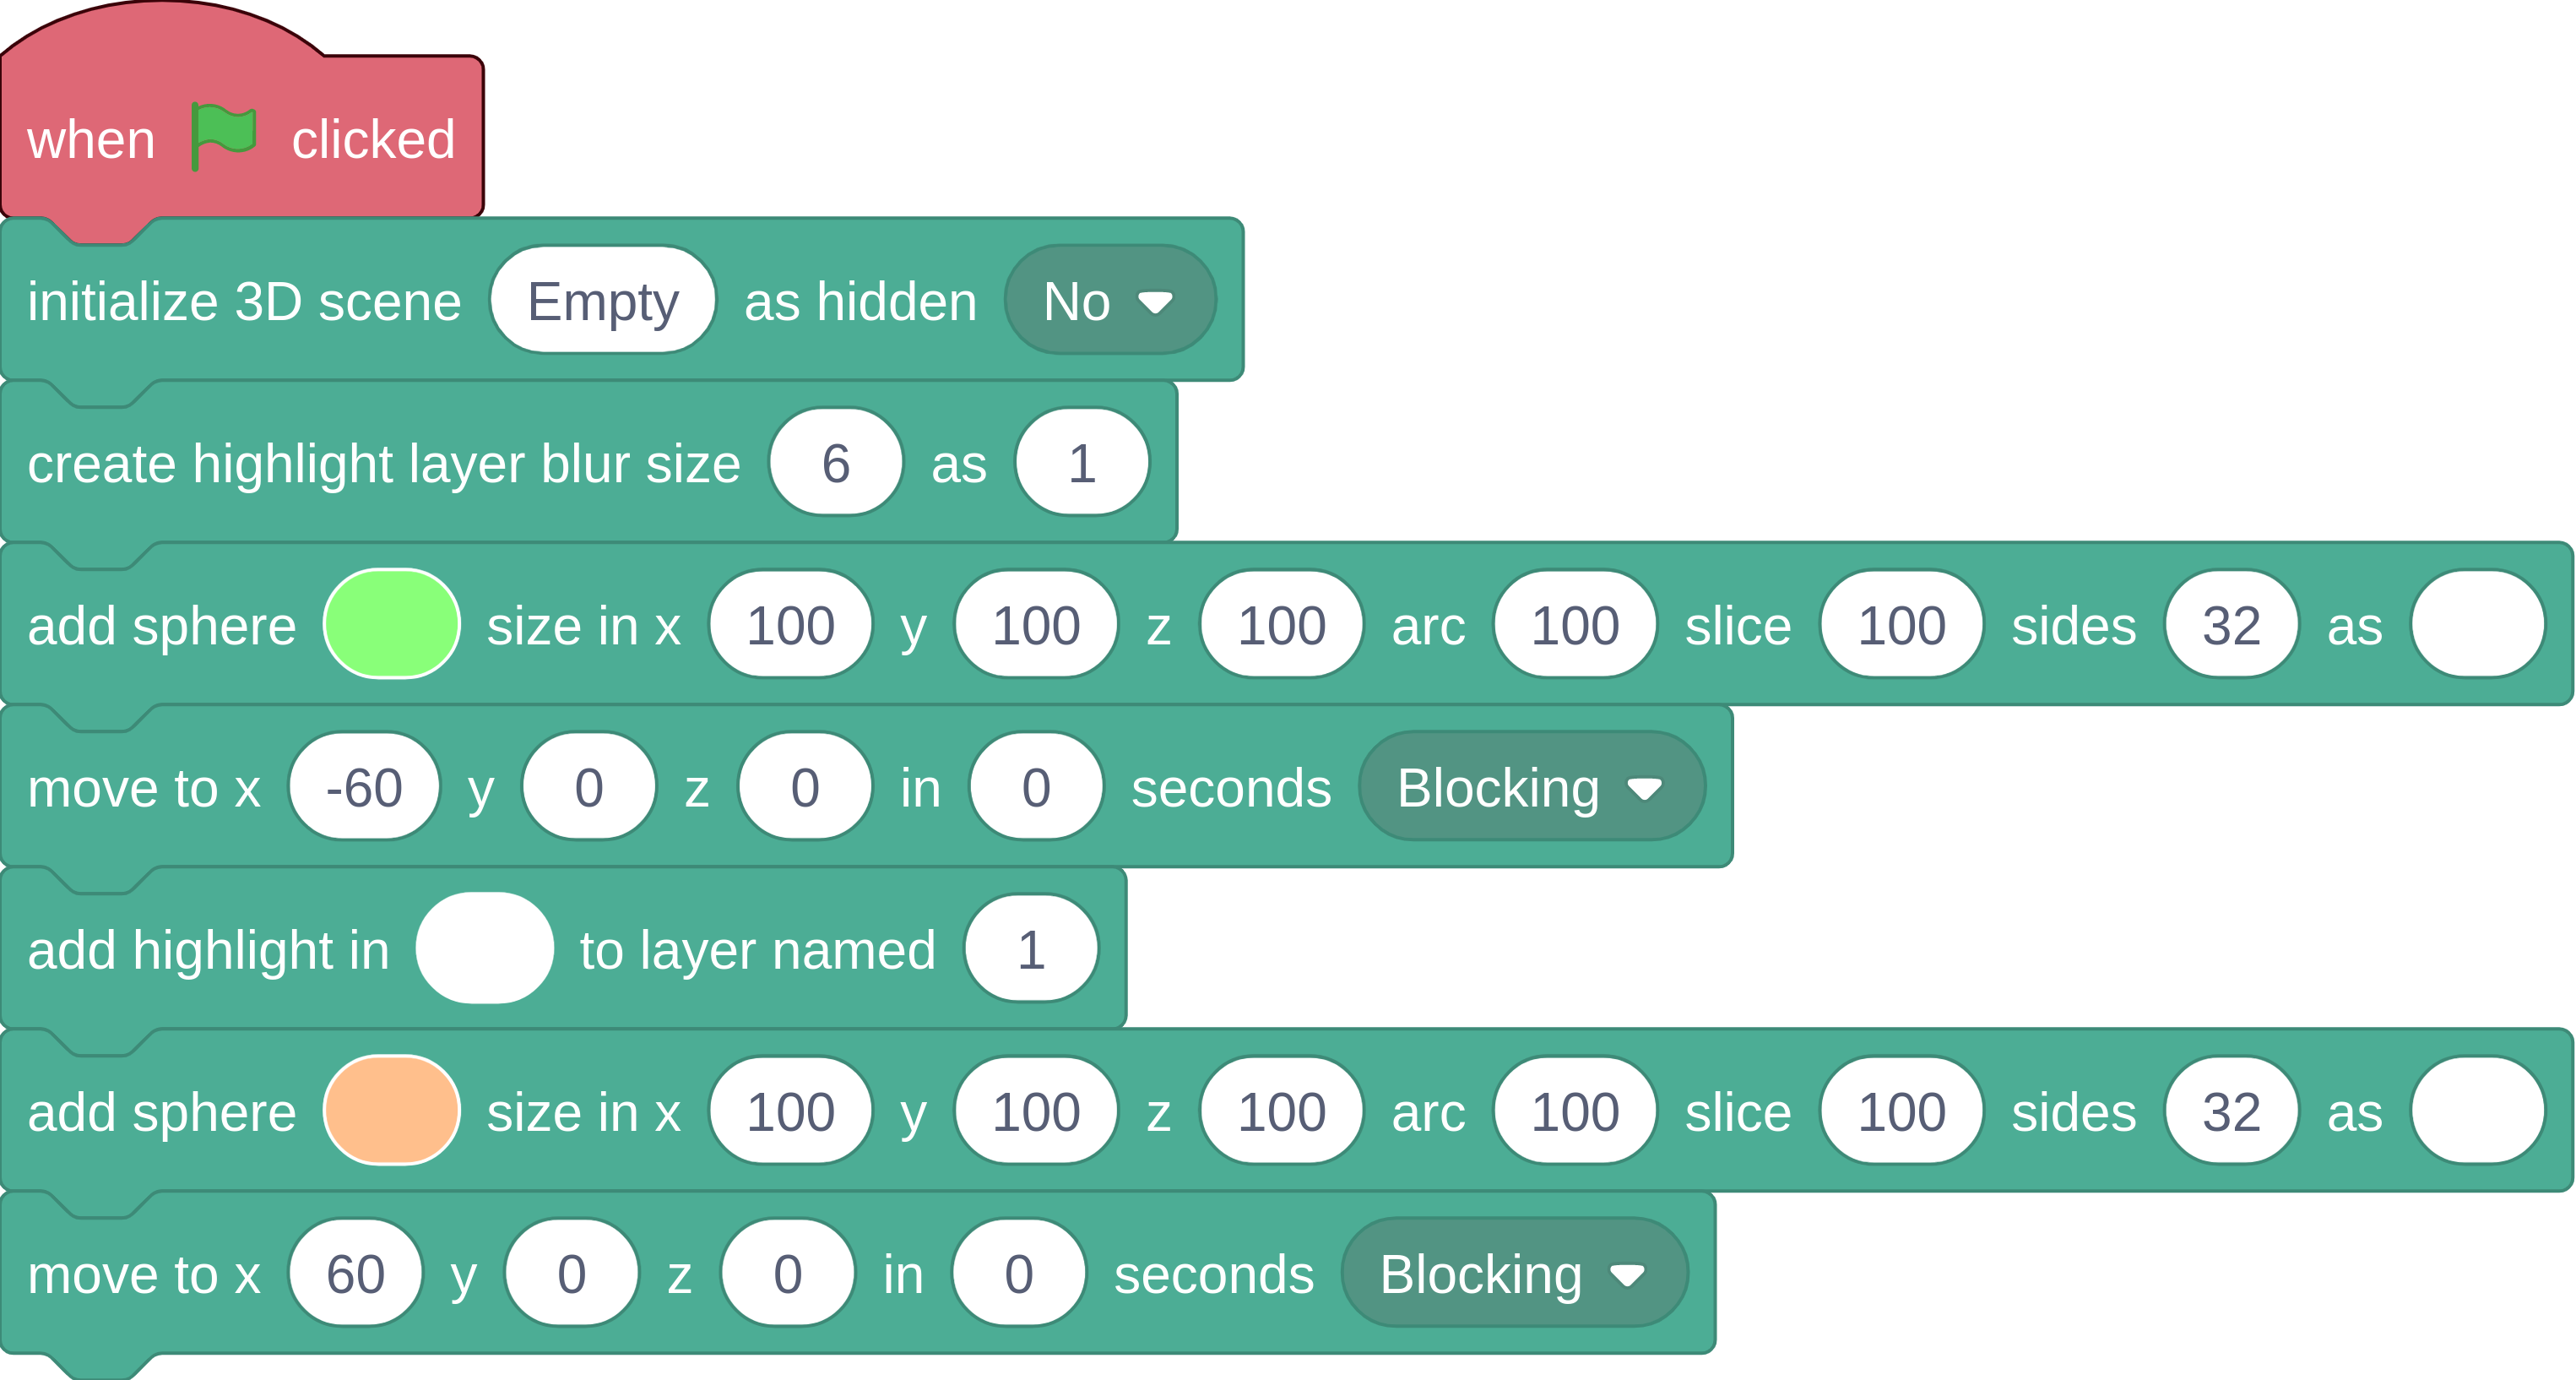 when clicked
initialize 3D scene Empty as hidden No
create highlight layer blur size 6 as 1
add sphere size in x 100 y 100 z 100 arc 100 slice 100 sides 32 as
move to x -60 y 0 z 0 in 0 seconds Blocking
add highlight in to layer named 1
add sphere size in x 100 y 100 z 100 arc 100 slice 100 sides 32 as
move to x 60 y 0 z 0 in 0 seconds Blocking